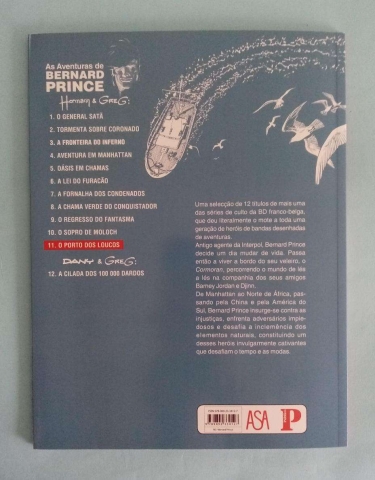 As Aventuras de
BERNARD
PRINCE
Hermann & GREG:
1. O GENERAL SATÃ
2. TORMENTA SOBRE CORONADO
3. A FRONTEIRA DO INFERNO
4. AVENTURA EM MANHATTAN
5. OÁSIS EM CHAMAS
6. A LEI DO FURACÃO
7. A FORNALHA DOS CONDENADOS
8. A CHAMA VERDE DO CONQUISTADOR
9. O REGRESSO DO FANTASMA
10. O SOPRO DE MOLOCH
11. O PORTO DOS LOUCOS
DANY & GREG:
12. A CILADA DOS 100 000 DARDOS
Uma selecção de 12 títulos de mais uma
das séries de culto da BD franco-belga,
que deu literalmente o mote a toda uma
geração de heróis de bandas desenhadas
de aventuras.
Antigo agente da Interpol, Bernard Prince
decide um dia mudar de vida. Passa
então a viver a bordo do seu veleiro, o
Cormoran, percorrendo o mundo de lés
a lés na companhia dos seus amigos
Barney Jordan e Djinn.
De Manhattan ao Norte de África, pas-
sando pela China e pela América do
Sul, Bernard Prince insurge-se contra as
injustiças, enfrenta adversários impie-
dosos e desafia a inclemência dos
elementos naturais, constituindo um
desses heróis invulgarmente cativantes
que desafiam o tempo e as modas.
ASA
P